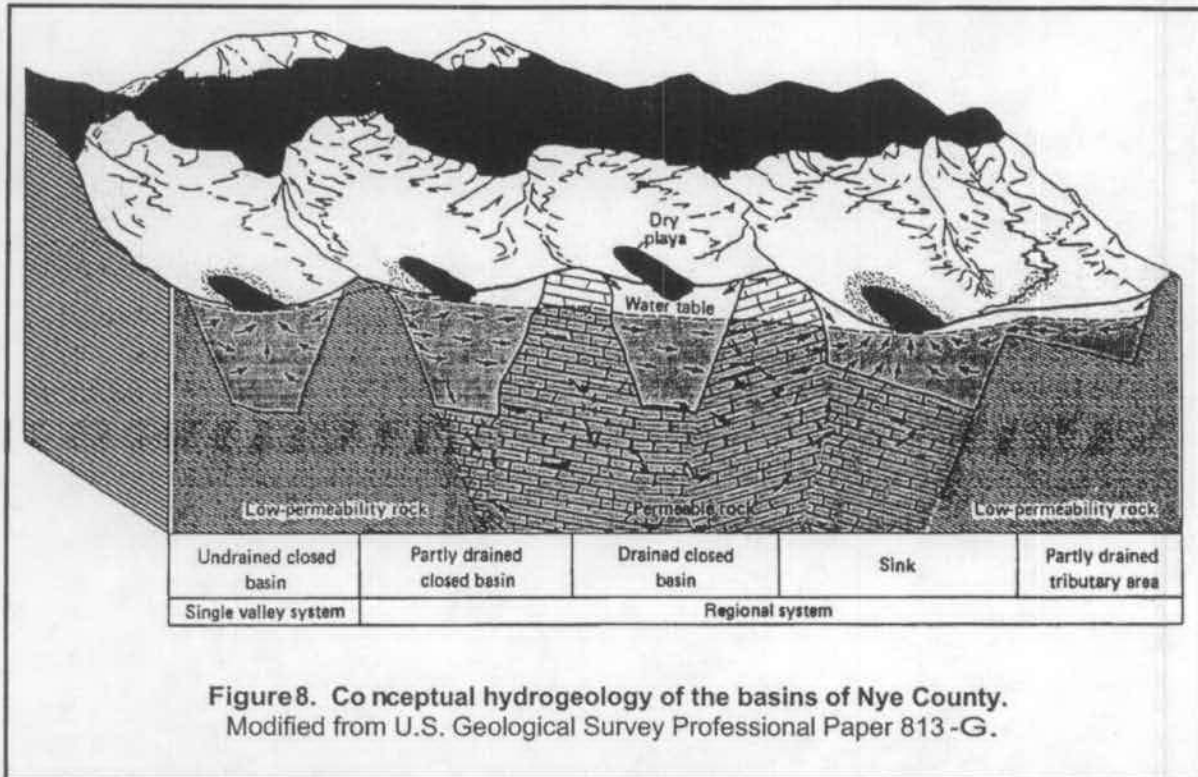 Dry
playa
Water table
Low-permeability rock
Permeable rock
Low-permeability rock
Undrained closed
basin
Partly drained
closed basin
Drained closed
basin
Sink
Partly drained
tributary area
Single valley system
Regional system
Figure 8. Co nceptual hydrogeology of the basins of Nye County.
Modified from U.S. Geological Survey Professional Paper 813 -G.